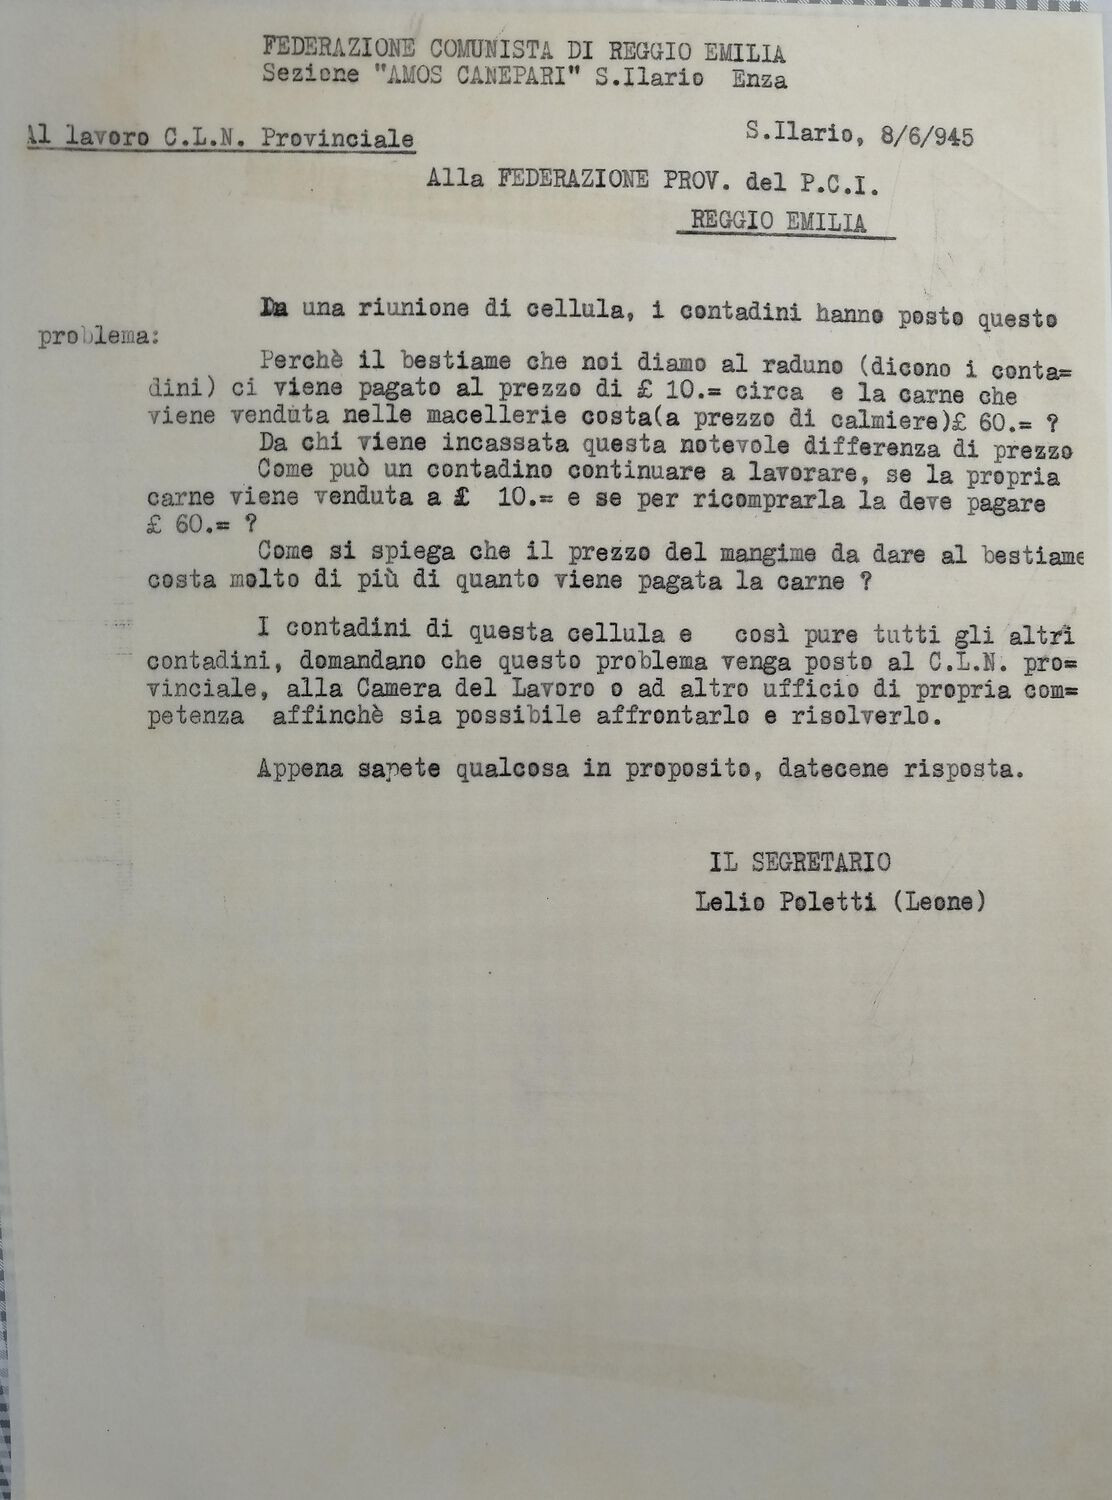 FEDERAZIONE COMUNISTA DI REGGIO EMILIA
Sezione "AMOS CANEPARI" S.Ilario Enza
Al lavoro C.L.N. Provinciale
S.Ilario, 8/6/945
Alla FEDERAZIONE PROV. del P.C.I.
REGGIO EMILIA
Da una riunione di cellula, i contadini hanno posto questo
problema:
Perchè il bestiame che noi diamo al raduno (dicono i conta=
dini) ci viene pagato al prezzo di £ 10.= circa e la carne che
viene venduta nelle macellerie costa(a prezzo di calmiere)£ 60.= ?
Da chi viene incassata questa notevole differenza di prezzo
Come può un contadino continuare a lavorare, se la propria
carne viene venduta a £ 10.= e se per ricomprarla la deve pagare
£ 60.= ?
Come si spiega che il prezzo del mangime da dare al bestiame
costa molto di più di quanto viene pagata la carne ?
I contadini di questa cellula e così pure tutti gli altri
contadini, domandano che questo problema venga posto al C.L.N. pro=
vinciale, alla Camera del Lavoro o ad altro ufficio di propria com=
petenza affinchè sia possibile affrontarlo e risolverlo.
Appena sapete qualcosa in proposito, datecene risposta.
IL SEGRETARIO
Lelio Poletti (Leone)